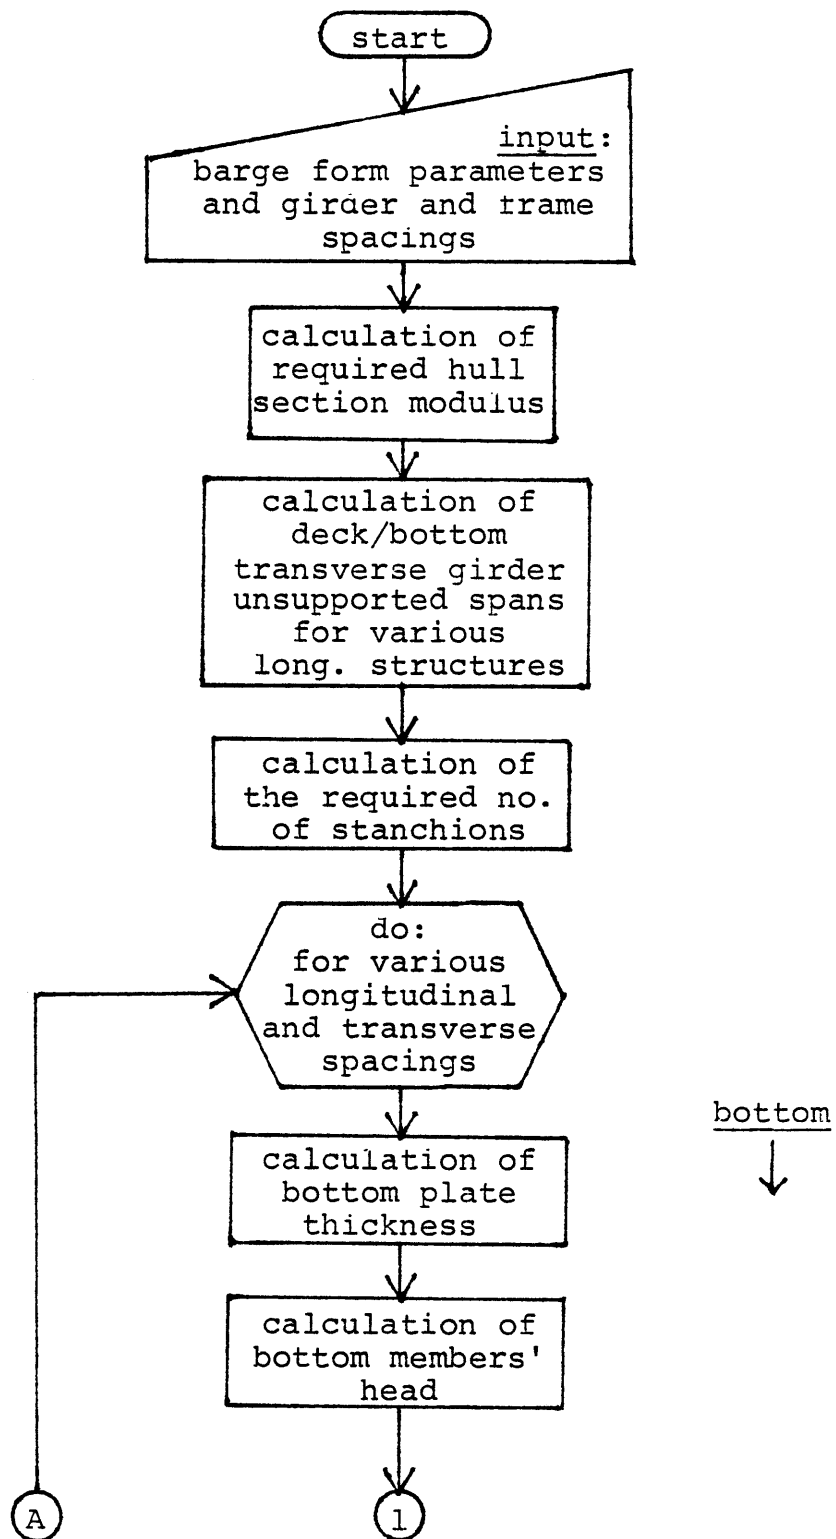 start
input:
barge form parameters
and girder and frame
spacings
calculation of
required hull
section modulus
calculation of
deck/bottom
transverse girder
unsupported spans
for various
long. structures
calculation of
the required no.
of stanchions
do:
for various
longitudinal
and transverse
spacings
bottom
calculation of
bottom plate
thickness
calculation of
bottom members'
head
A
1